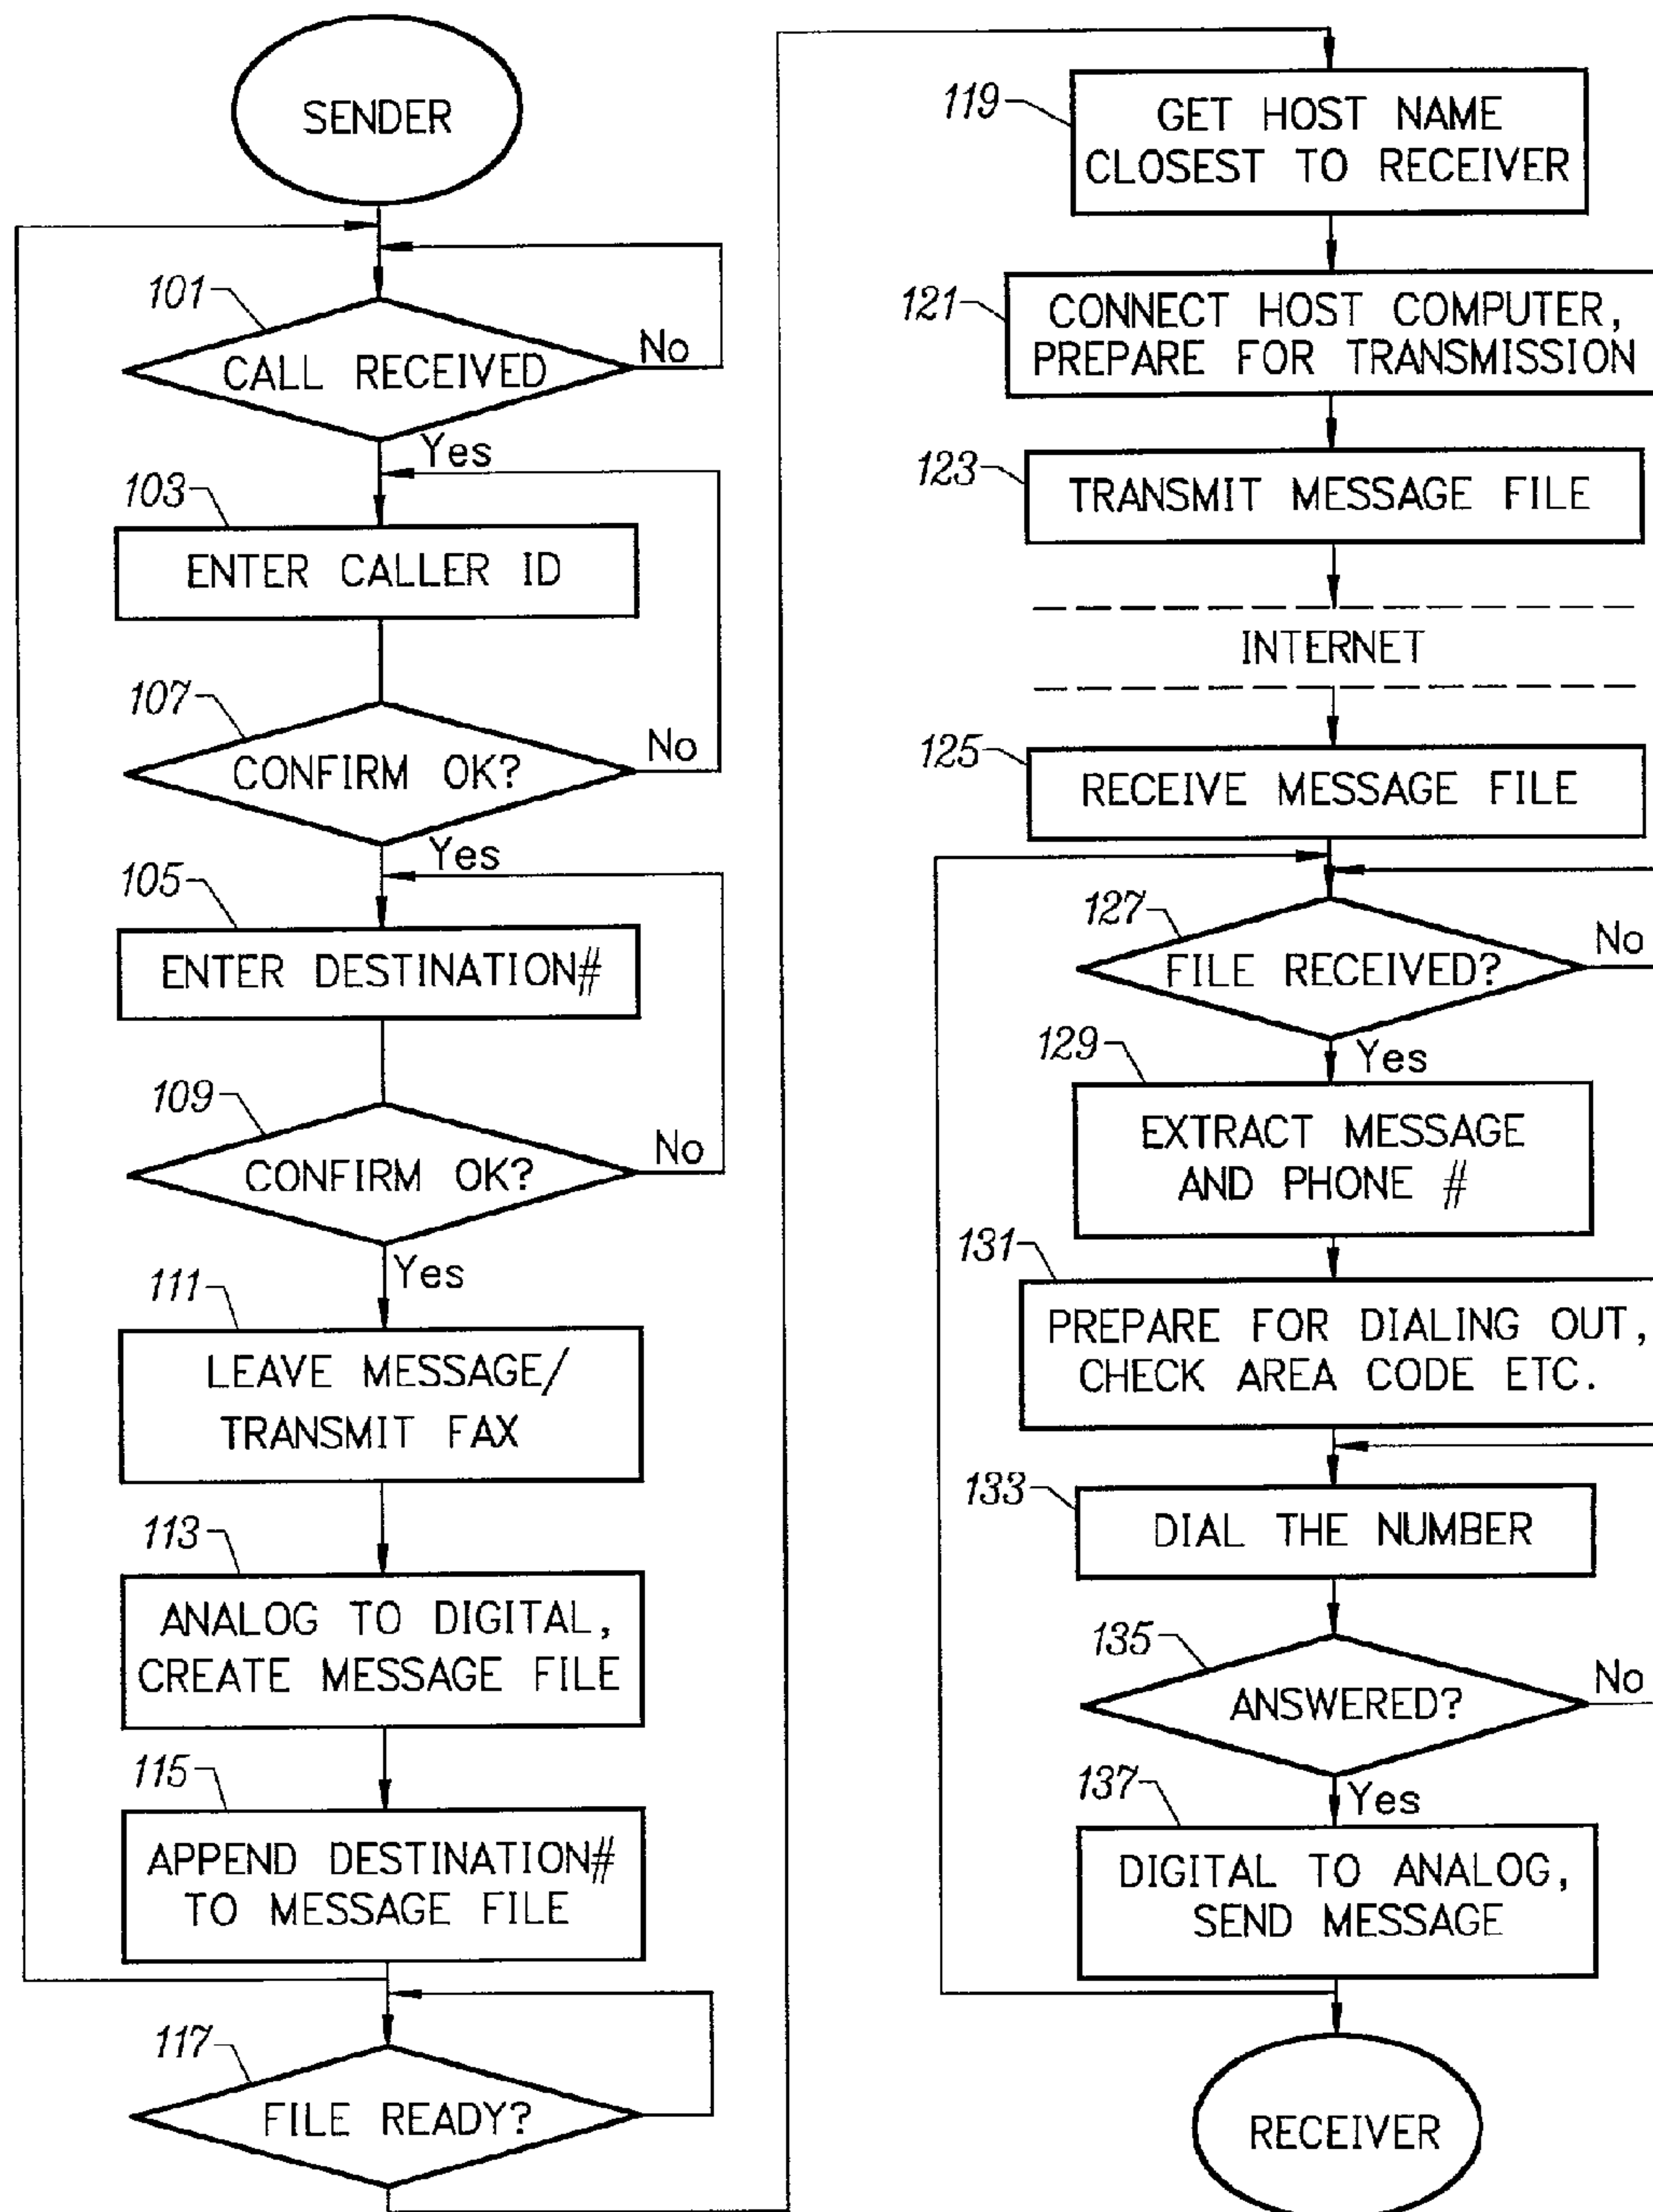 SENDER
101
CALL RECEIVED
No
Yes
103
ENTER CALLER ID
107
CONFIRM OK?
No
Yes
105
ENTER DESTINATION#
109
CONFIRM OK?
No
Yes
111
LEAVE MESSAGE/
TRANSMIT FAX
113
ANALOG TO DIGITAL,
CREATE MESSAGE FILE
115
APPEND DESTINATION#
TO MESSAGE FILE
117
FILE READY?
119
GET HOST NAME
CLOSEST TO RECEIVER
121
CONNECT HOST COMPUTER,
PREPARE FOR TRANSMISSION
123
TRANSMIT MESSAGE FILE
INTERNET
125
RECEIVE MESSAGE FILE
127
FILE RECEIVED?
No
Yes
129
EXTRACT MESSAGE
AND PHONE #
131
PREPARE FOR DIALING OUT,
CHECK AREA CODE ETC.
133
DIAL THE NUMBER
135
ANSWERED?
No
Yes
137
DIGITAL TO ANALOG,
SEND MESSAGE
RECEIVER